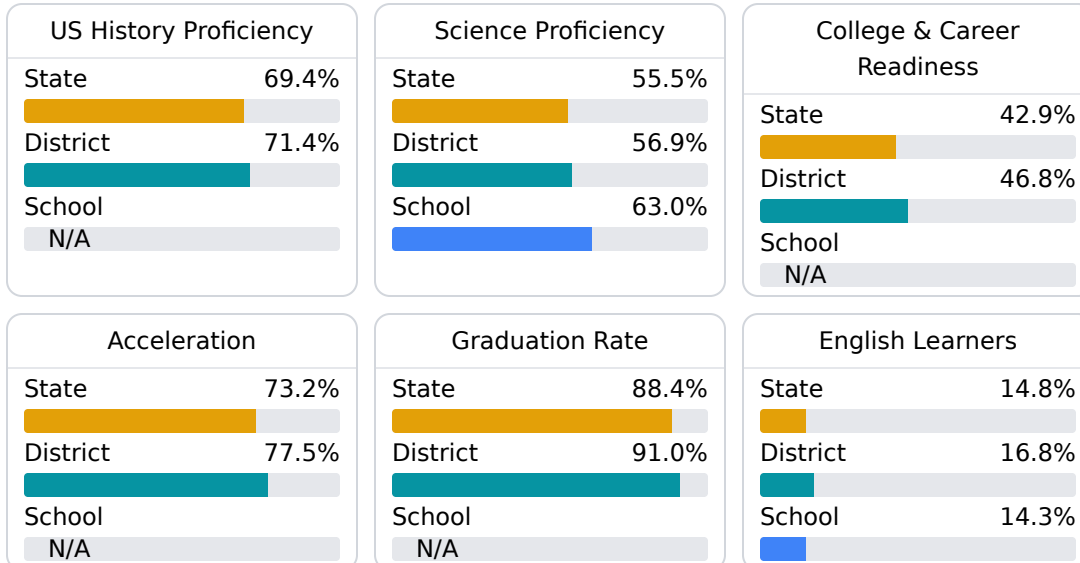 US History Proficiency
State 69.4%
District 71.4%
School
N/A
Science Proficiency
State 55.5%
District 56.9%
School 63.0%
College & Career
Readiness
State 42.9%
District 46.8%
School
N/A
Acceleration
State 73.2%
District 77.5%
School
N/A
Graduation Rate
State 88.4%
District 91.0%
School
N/A
English Learners
State 14.8%
District 16.8%
School 14.3%